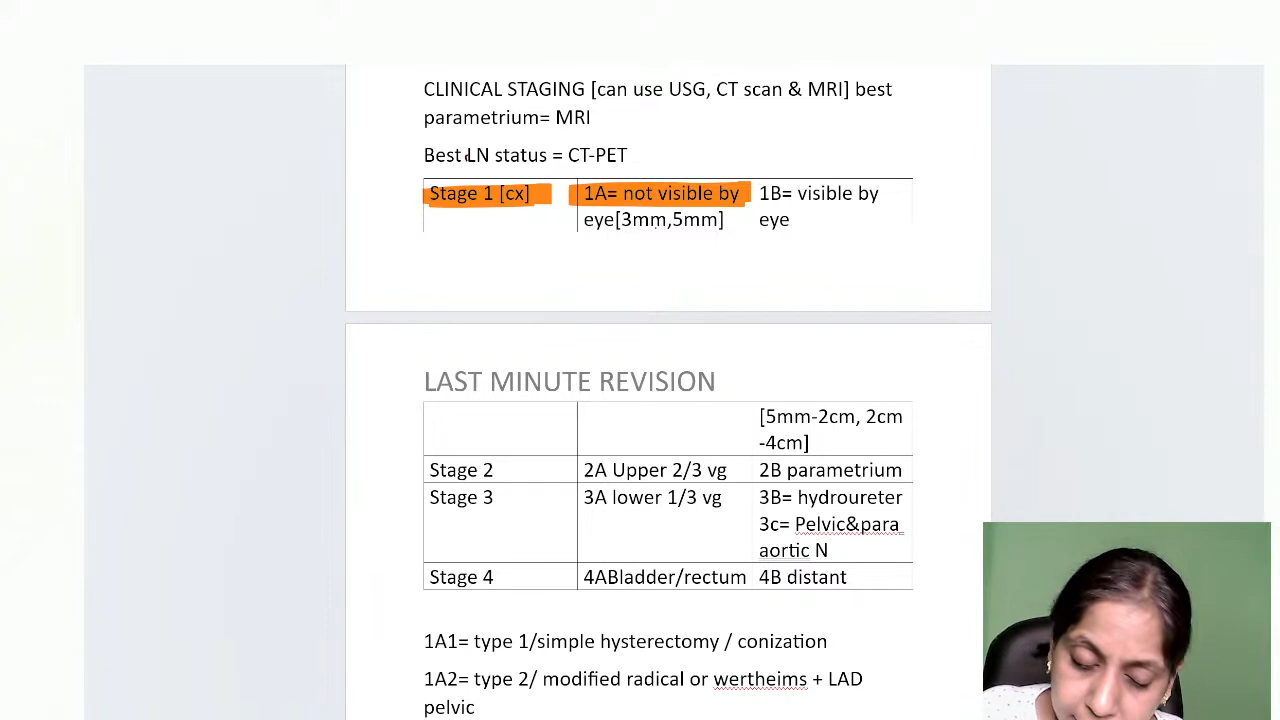 CLINICAL STAGING [can use USG, CT scan & MRI] best
parametrium= MRI
Best LN status = CT-PET
Stage 1 [cx] 1A= not visible by 1B= visible by
eye[3mm,5mm] eye
LAST MINUTE REVISION
[5mm-2cm, 2cm
-4cm]
Stage 2 2A Upper 2/3 vg 2B parametrium
Stage 3 3A lower 1/3 vg 3B= hydroureter
3c= Pelvic&para
aortic N
Stage 4 4ABladder/rectum 4B distant
1A1= type 1/simple hysterectomy / conization
1A2= type 2/ modified radical or wertheims + LAD
pelvic